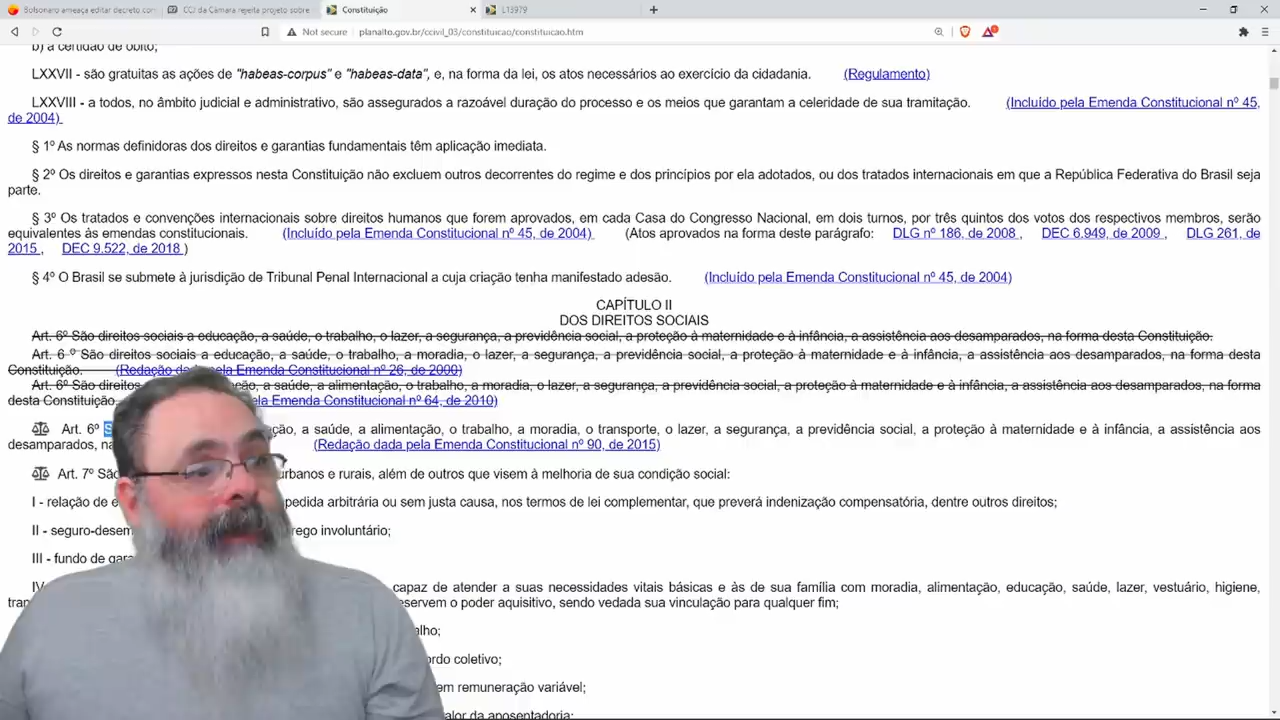 Bolsonaro ameaça editar decreto con
CCJ da Câmara rejeita projeto sobre
Constituição
L13979
Not secure
planalto.gov.br/ccivil_03/constituicao/constituicao.htm
b) a certidão de óbito;
LXXVII - são gratuitas as ações de "habeas-corpus" e "habeas-data", e, na forma da lei, os atos necessários ao exercício da cidadania. (Regulamento)
LXXVIII - a todos, no âmbito judicial e administrativo, são assegurados a razoável duração do processo e os meios que garantam a celeridade de sua tramitação. (Incluído pela Emenda Constitucional nº 45,
de 2004)
§ 1º As normas definidoras dos direitos e garantias fundamentais têm aplicação imediata.
§ 2º Os direitos e garantias expressos nesta Constituição não excluem outros decorrentes do regime e dos princípios por ela adotados, ou dos tratados internacionais em que a República Federativa do Brasil seja
parte.
§ 3º Os tratados e convenções internacionais sobre direitos humanos que forem aprovados, em cada Casa do Congresso Nacional, em dois turnos, por três quintos dos votos dos respectivos membros, serão
equivalentes às emendas constitucionais. (Incluído pela Emenda Constitucional nº 45, de 2004) (Atos aprovados na forma deste parágrafo: DLG nº 186, de 2008 , DEC 6.949, de 2009 , DLG 261, de
2015 , DEC 9.522, de 2018 )
§ 4º O Brasil se submete à jurisdição de Tribunal Penal Internacional a cuja criação tenha manifestado adesão. (Incluído pela Emenda Constitucional nº 45, de 2004)
CAPÍTULO II
DOS DIREITOS SOCIAIS
Art. 6º São direitos sociais a educação, a saúde, o trabalho, o lazer, a segurança, a previdência social, a proteção à maternidade e à infância, a assistência aos desamparados, na forma desta Constituição.
Art. 6 º São direitos sociais a educação, a saúde, o trabalho, a moradia, o lazer, a segurança, a previdência social, a proteção à maternidade e à infância, a assistência aos desamparados, na forma desta
Constituição. (Redação dada pela Emenda Constitucional nº 26, de 2000)
Art. 6º São direitos ação, a saúde, a alimentação, o trabalho, a moradia, o lazer, a segurança, a previdência social, a proteção à maternidade e à infância, a assistência aos desamparados, na forma
desta Constituição. la Emenda Constitucional nº 64, de 2010)
Art. 6º S ção, a saúde, a alimentação, o trabalho, a moradia, o transporte, o lazer, a segurança, a previdência social, a proteção à maternidade e à infância, a assistência aos
desamparados, na (Redação dada pela Emenda Constitucional nº 90, de 2015)
Art. 7º São urbanos e rurais, além de outros que visem à melhoria de sua condição social:
I - relação de e pedida arbitrária ou sem justa causa, nos termos de lei complementar, que preverá indenização compensatória, dentre outros direitos;
II - seguro-desem rego involuntário;
III - fundo de gara
IV capaz de atender a suas necessidades vitais básicas e às de sua família com moradia, alimentação, educação, saúde, lazer, vestuário, higiene,
tran servem o poder aquisitivo, sendo vedada sua vinculação para qualquer fim;
alho;
ordo coletivo;
em remuneração variável;
alor da aposentadoria;